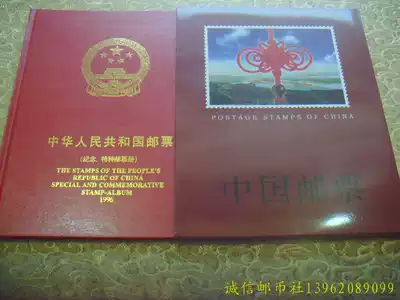 中华人民共和国邮票
(纪念、特种邮票册)
THE STAMPS OF THE PEOPLE'S
REPUBLIC OF CHINA
SPECIAL AND COMMEMORATIVE
STAMP-ALBUM
1996
POSTAGE STAMPS OF CHINA
中国邮票
诚信邮币社13962089099